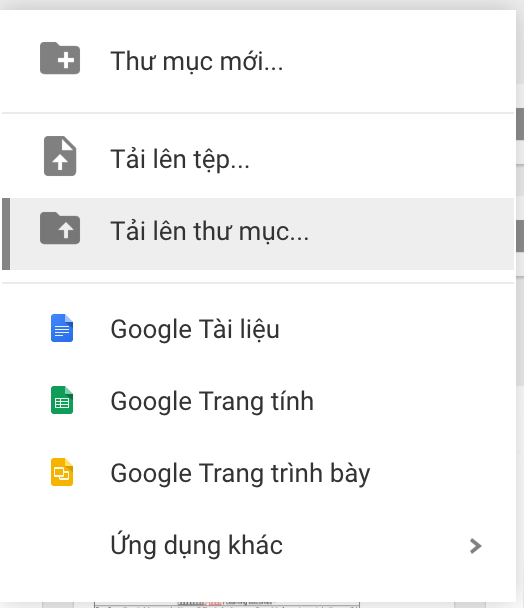 Thư mục mới...
Tải lên tệp...
Tải lên thư mục...
Google Tài liệu
Google Trang tính
Google Trang trình bày
Ứng dụng khác